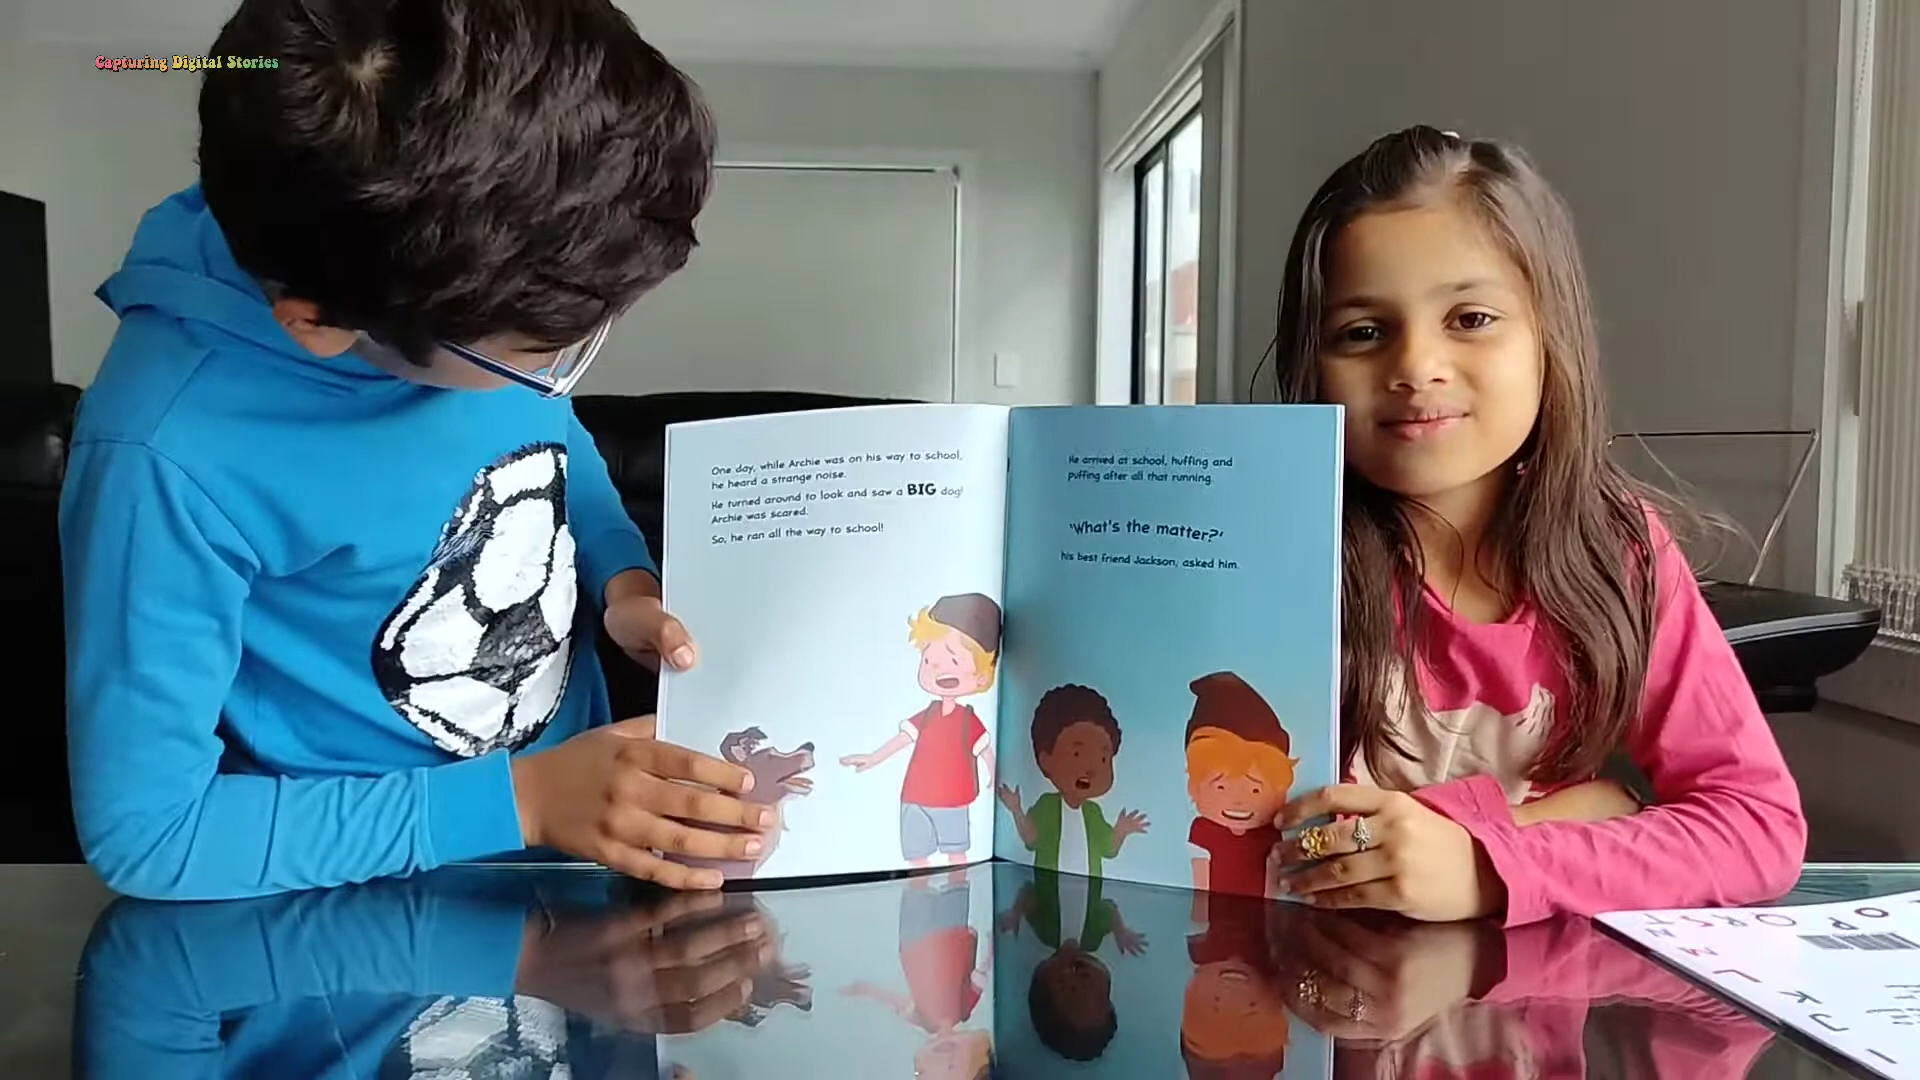 Capturing Digital Stories
One day, while Archie was on his way to school,
he heard a strange noise.
He turned around to look and saw a BIG dog!
Archie was scared.
So, he ran all the way to school!
He arrived at school, huffing and
puffing after all that running.
'What's the matter?'
his best friend Jackson, asked him.
O P Q R S T